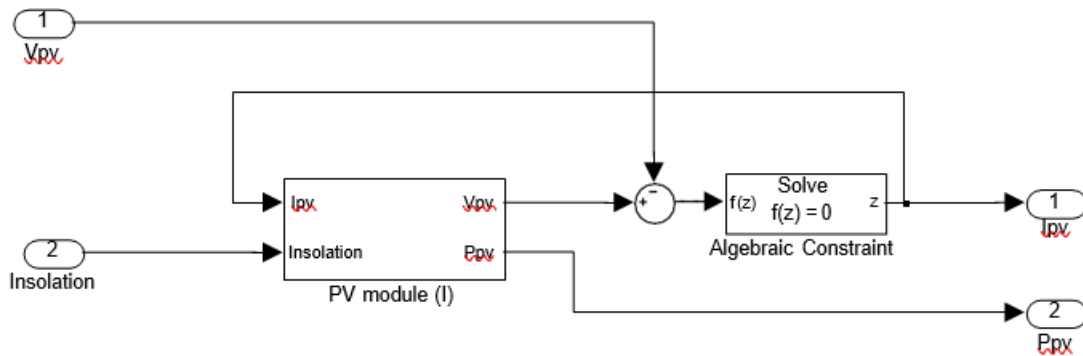 1
Vpv
Ipv
Vpv
Insolation
Ppv
PV module (I)
+
−
f(z)
Solve
f(z) = 0
z
Algebraic Constraint
1
Ipv
2
Insolation
2
Ppv